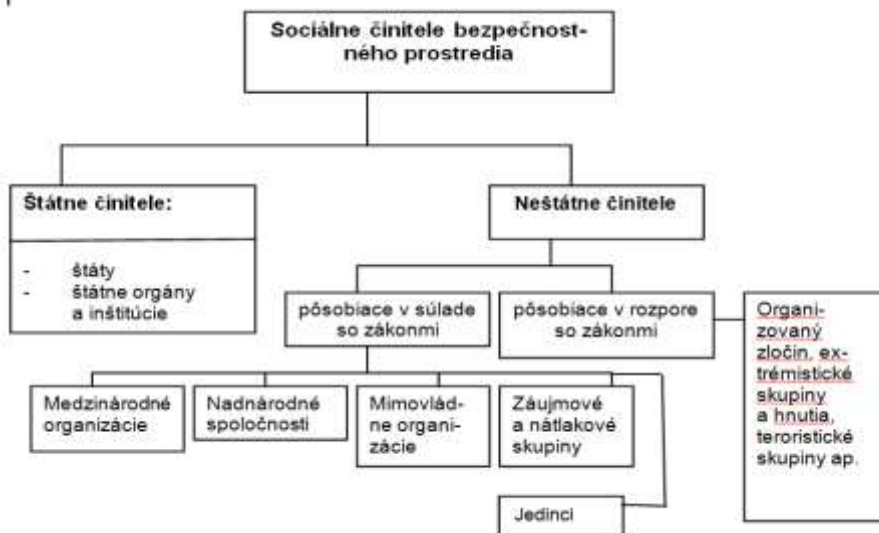 Sociálne činitele bezpečnost-
ného prostredia
Štátne činitele:
- štáty
- štátne orgány
a inštitúcie
Neštátne činitele
pôsobiace v súlade
so zákonmi
pôsobiace v rozpore
so zákonmi
Organi-
zovaný
zločin, ex-
trémistické
skupiny
a hnutia,
teroristické
skupiny ap.
Medzinárodné
organizácie
Nadnárodné
spoločnosti
Mimovlád-
ne organi-
zácie
Záujmové
a nátlakové
skupiny
Jedinci